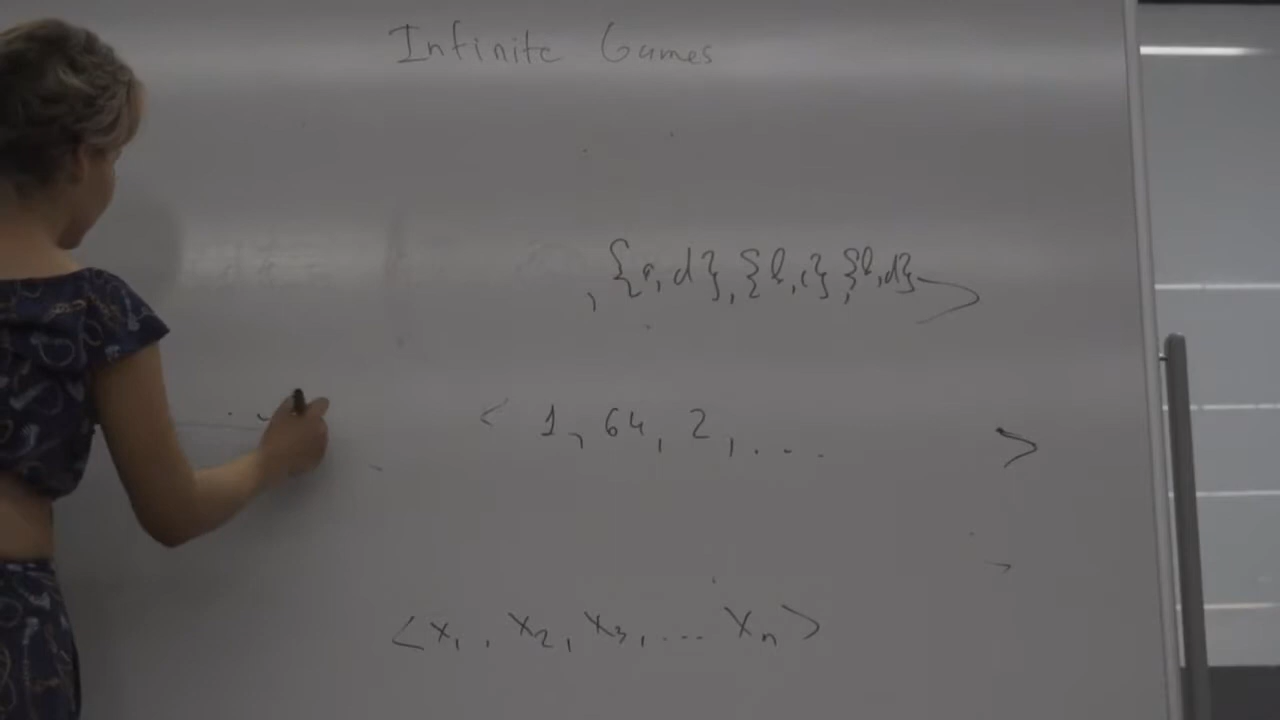 Infinite Games
, {a, d}, {b, c}, {b, d}>
< 1, 64, 2, ... >
<x₁, x₂, x₃, ... xₙ>